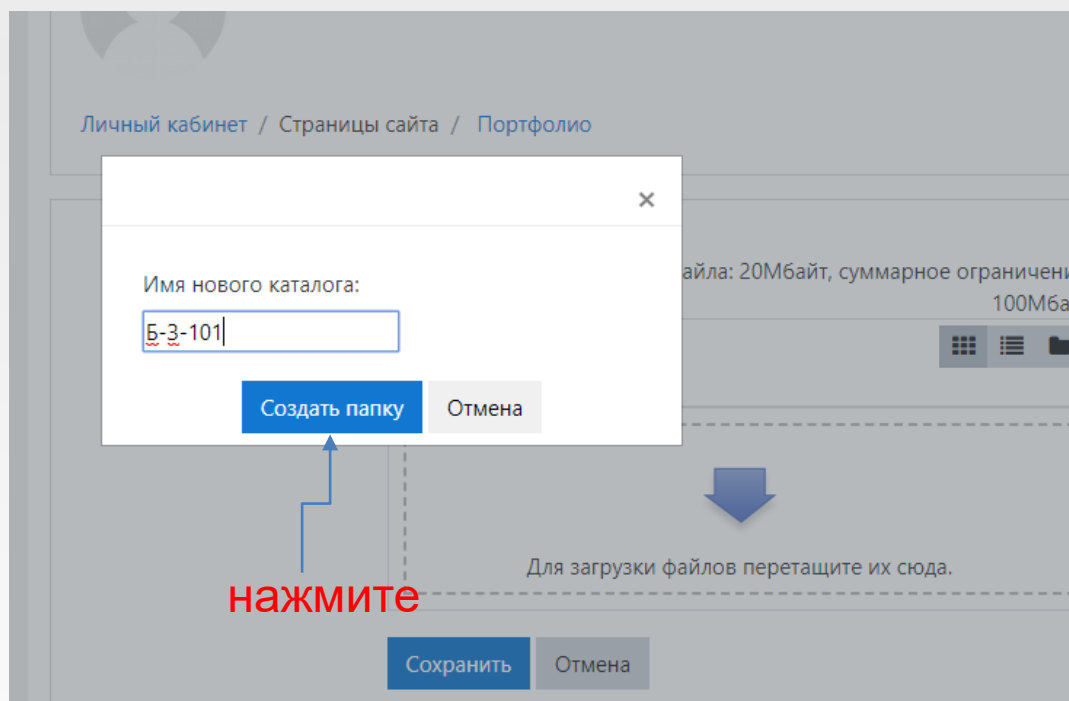 Личный кабинет / Страницы сайта / Портфолио
×
айла: 20Мбайт, суммарное ограничени
100Мба
Имя нового каталога:
Б-З-101
Создать папку Отмена
Для загрузки файлов перетащите их сюда.
нажмите
Сохранить Отмена